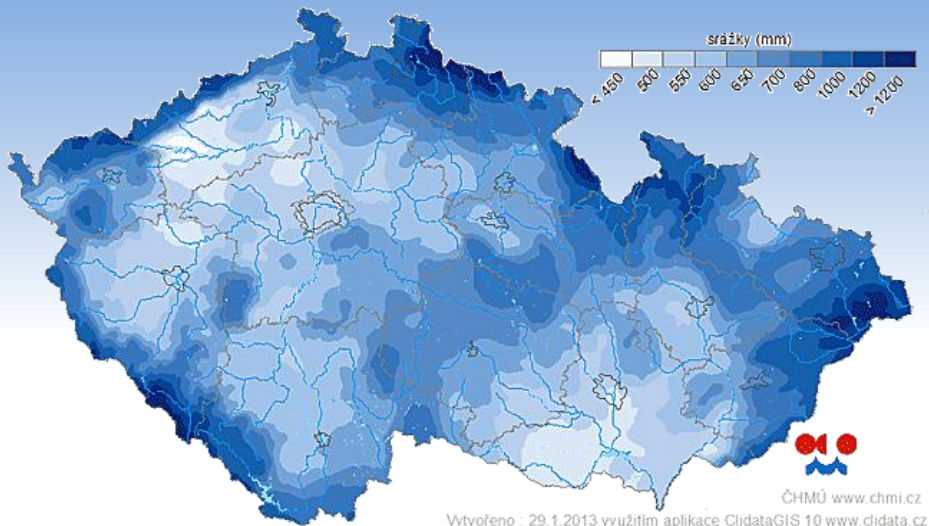 srážky (mm)
< 450 500 550 600 650 700 800 1000 1200 > 1200
ČHMÚ www.chmi.cz
Vytvořeno : 29.1.2013 využitím aplikace ClidataGIS 10 www.clidata.cz